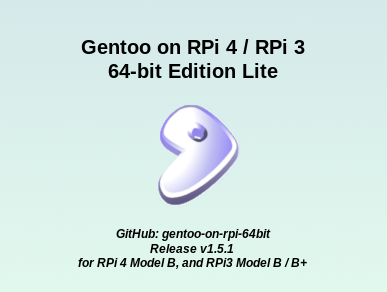 Gentoo on RPi 4 / RPi 3
64-bit Edition Lite
GitHub: gentoo-on-rpi-64bit
Release v1.5.1
for RPi 4 Model B, and RPi3 Model B / B+